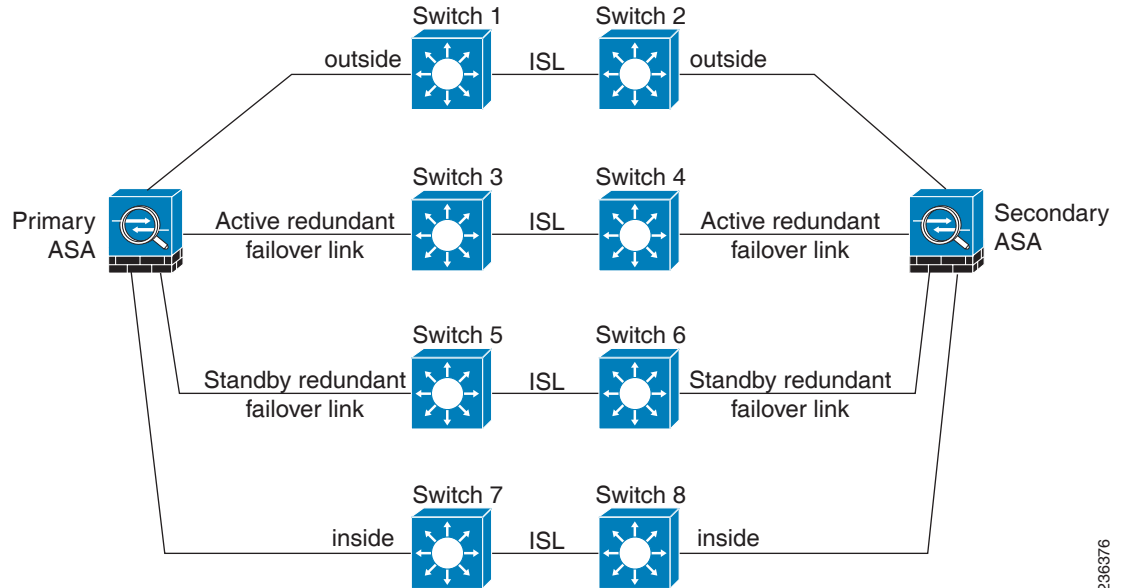 Switch 1
Switch 2
outside
ISL
outside
Switch 3
Switch 4
Primary
ASA
Active redundant
failover link
ISL
Active redundant
failover link
Secondary
ASA
Switch 5
Switch 6
Standby redundant
failover link
ISL
Standby redundant
failover link
Switch 7
Switch 8
inside
ISL
inside
236376